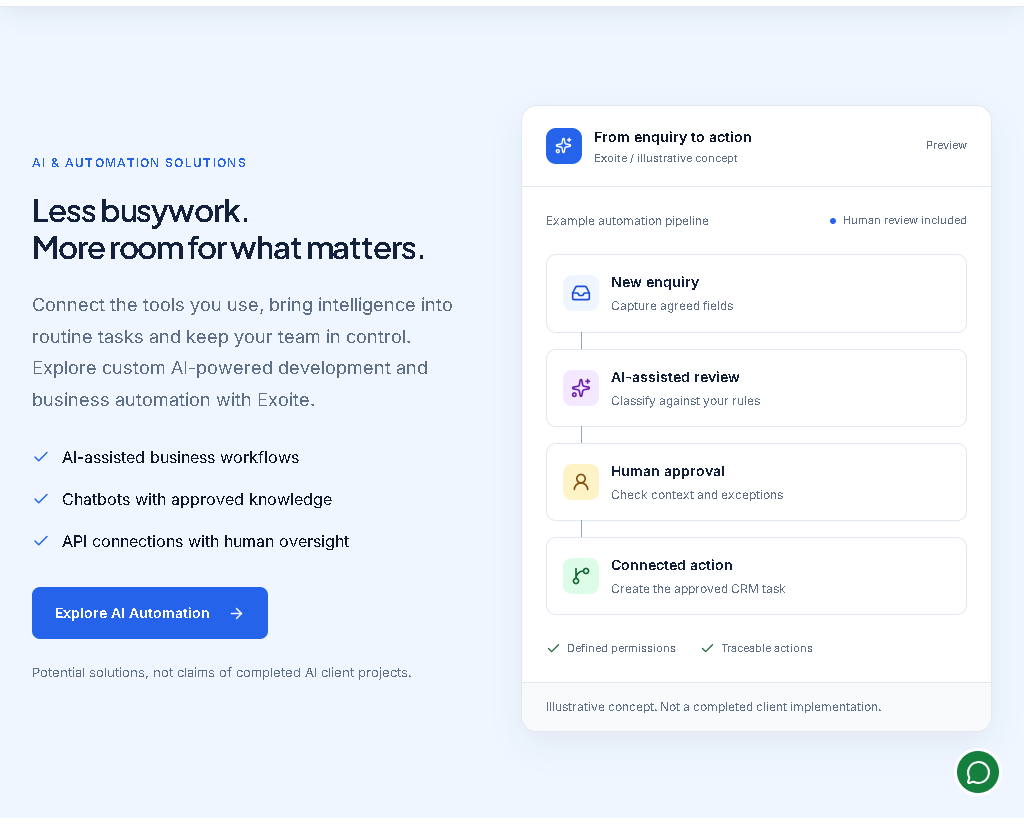 AI & AUTOMATION SOLUTIONS
Less busywork.
More room for what matters.
Connect the tools you use, bring intelligence into
routine tasks and keep your team in control.
Explore custom AI-powered development and
business automation with Exoite.
AI-assisted business workflows
Chatbots with approved knowledge
API connections with human oversight
Explore AI Automation
Potential solutions, not claims of completed AI client projects.
From enquiry to action
Exoite / illustrative concept
Preview
Example automation pipeline
Human review included
New enquiry
Capture agreed fields
AI-assisted review
Classify against your rules
Human approval
Check context and exceptions
Connected action
Create the approved CRM task
Defined permissions
Traceable actions
Illustrative concept. Not a completed client implementation.